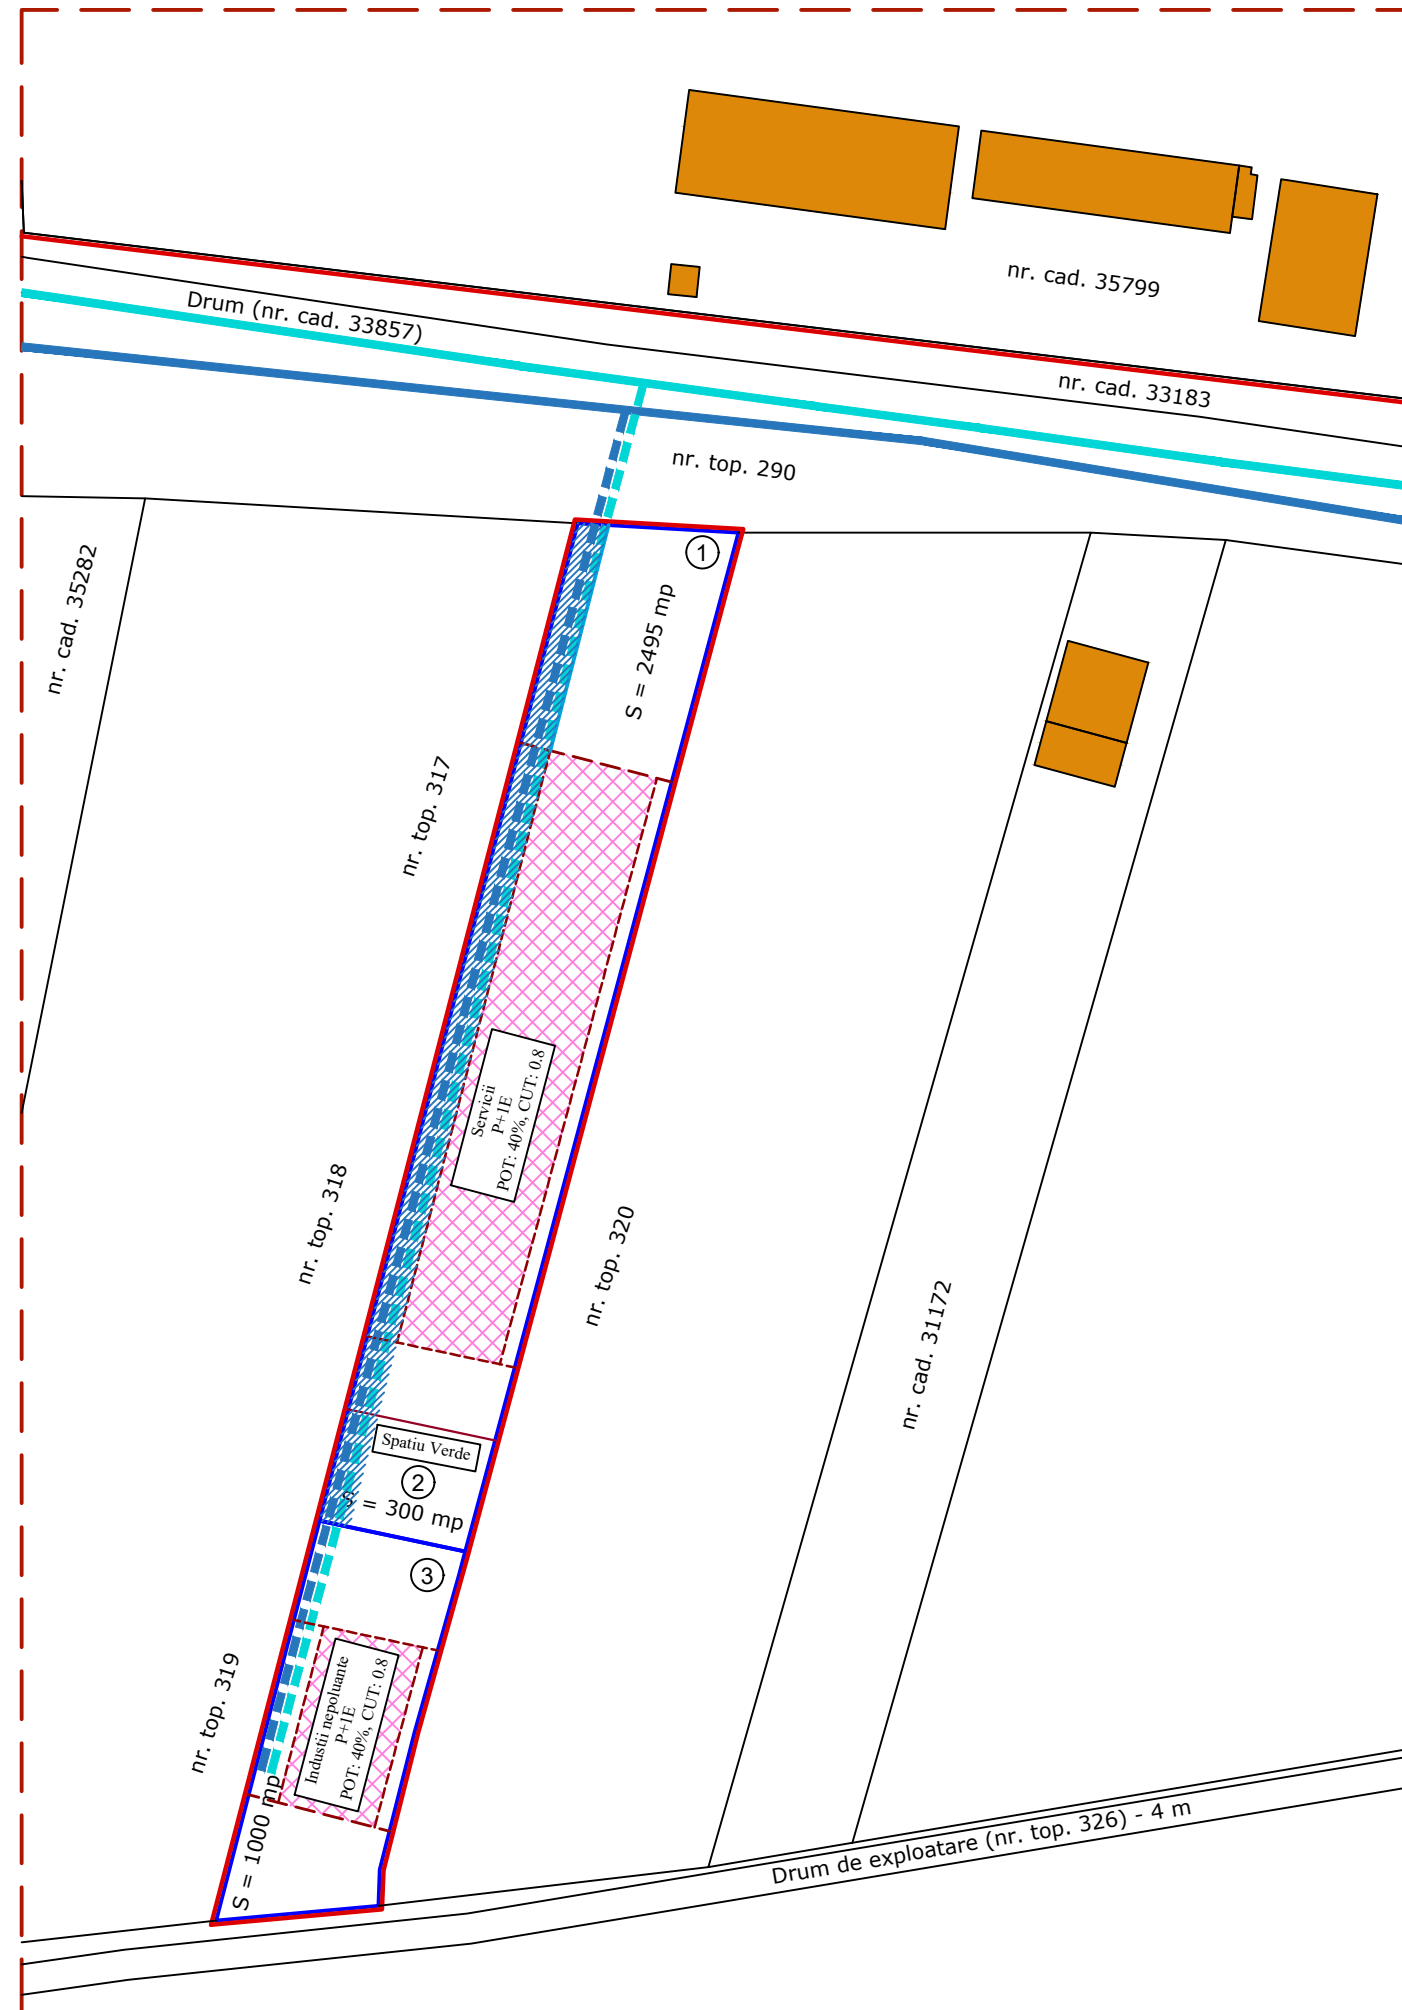 nr. cad. 35799
Drum (nr. cad. 33857)
nr. cad. 33183
nr. top. 290
1
nr. cad. 35282
S = 2495 mp
nr. top. 317
Servicii
P+1E
POT: 40%, CUT: 0.8
nr. top. 318
nr. top. 320
nr. cad. 31172
Spatiu Verde
2
S = 300 mp
3
nr. top. 319
Industii nepoluante
P+1E
POT: 40%, CUT: 0.8
S = 1000 mp
Drum de exploatare (nr. top. 326) - 4 m